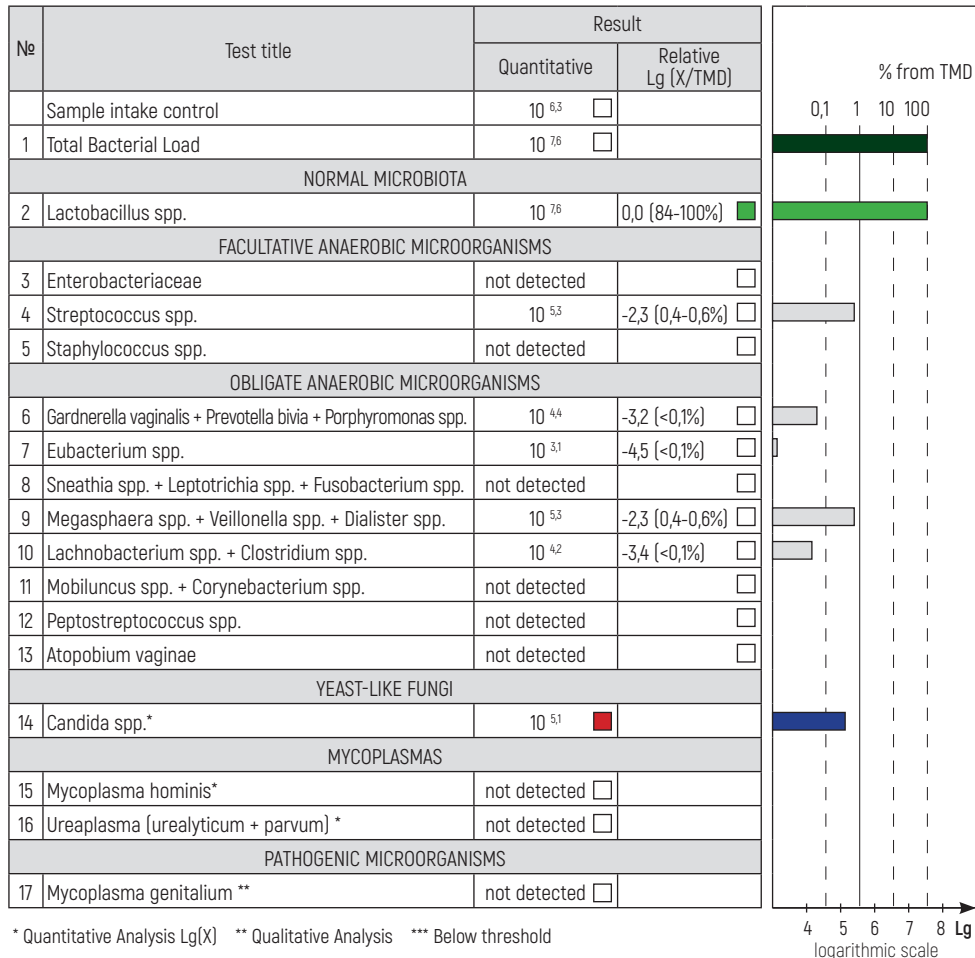 № Test title Result
Quantitative Relative Lg (X/TMD)
% from TMD
0,1 1 10 100
Sample intake control 10 6,3
1 Total Bacterial Load 10 7,6
NORMAL MICROBIOTA
2 Lactobacillus spp. 10 7,6 0,0 (84-100%)
FACULTATIVE ANAEROBIC MICROORGANISMS
3 Enterobacteriaceae not detected
4 Streptococcus spp. 10 5,3 -2,3 (0,4-0,6%)
5 Staphylococcus spp. not detected
OBLIGATE ANAEROBIC MICROORGANISMS
6 Gardnerella vaginalis + Prevotella bivia + Porphyromonas spp. 10 4,4 -3,2 (<0,1%)
7 Eubacterium spp. 10 3,1 -4,5 (<0,1%)
8 Sneathia spp. + Leptotrichia spp. + Fusobacterium spp. not detected
9 Megasphaera spp. + Veillonella spp. + Dialister spp. 10 5,3 -2,3 (0,4-0,6%)
10 Lachnobacterium spp. + Clostridium spp. 10 4,2 -3,4 (<0,1%)
11 Mobiluncus spp. + Corynebacterium spp. not detected
12 Peptostreptococcus spp. not detected
13 Atopobium vaginae not detected
YEAST-LIKE FUNGI
14 Candida spp.* 10 5,1
MYCOPLASMAS
15 Mycoplasma hominis* not detected
16 Ureaplasma (urealyticum + parvum) * not detected
PATHOGENIC MICROORGANISMS
17 Mycoplasma genitalium ** not detected
4 5 6 7 8 Lg
logarithmic scale
* Quantitative Analysis Lg(X) ** Qualitative Analysis *** Below threshold